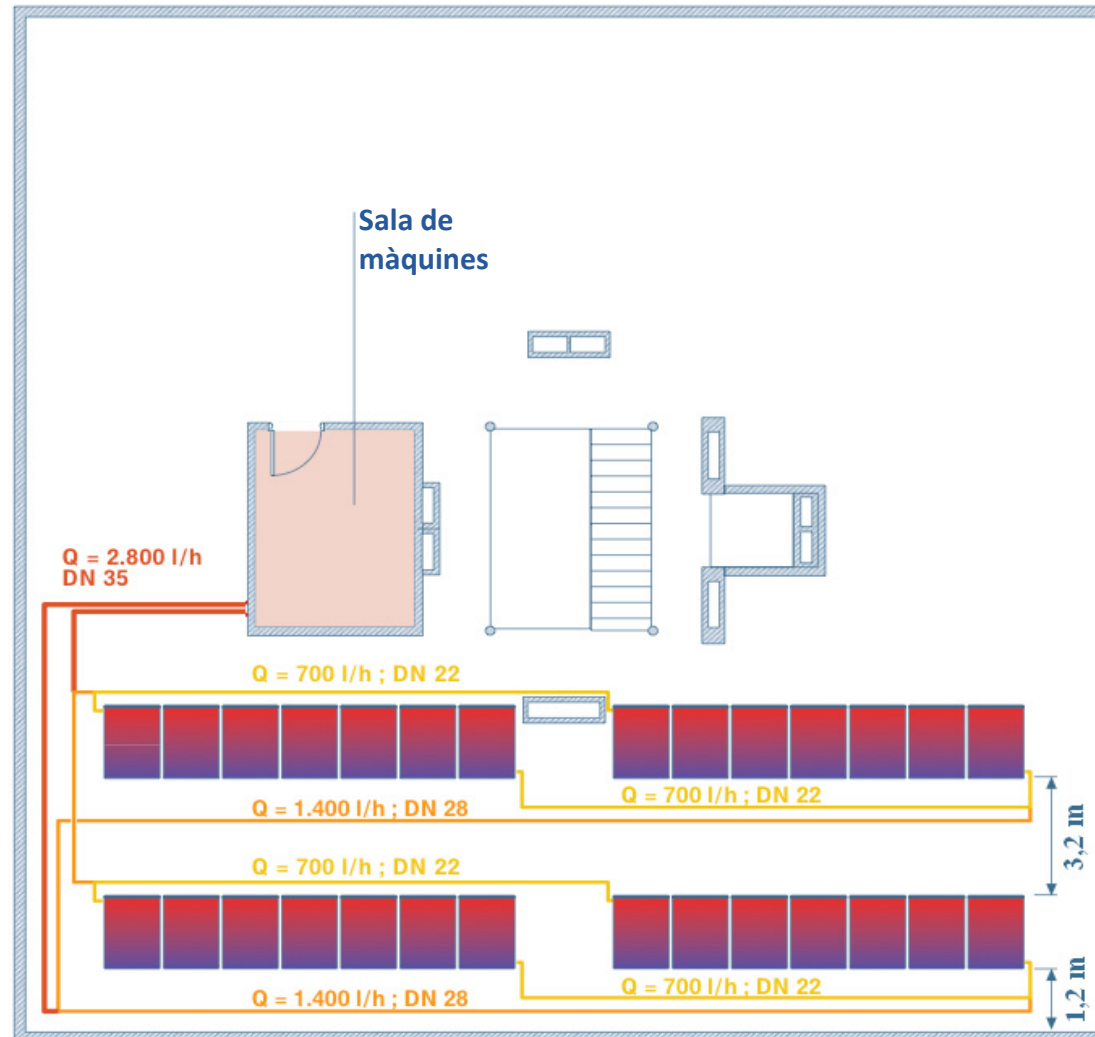 Sala de
màquines
Q = 2.800 l/h
DN 35
Q = 700 l/h ; DN 22
Q = 700 l/h ; DN 22
Q = 1.400 l/h ; DN 28
3,2 m
Q = 700 l/h ; DN 22
Q = 700 l/h ; DN 22
Q = 1.400 l/h ; DN 28
1,2 m